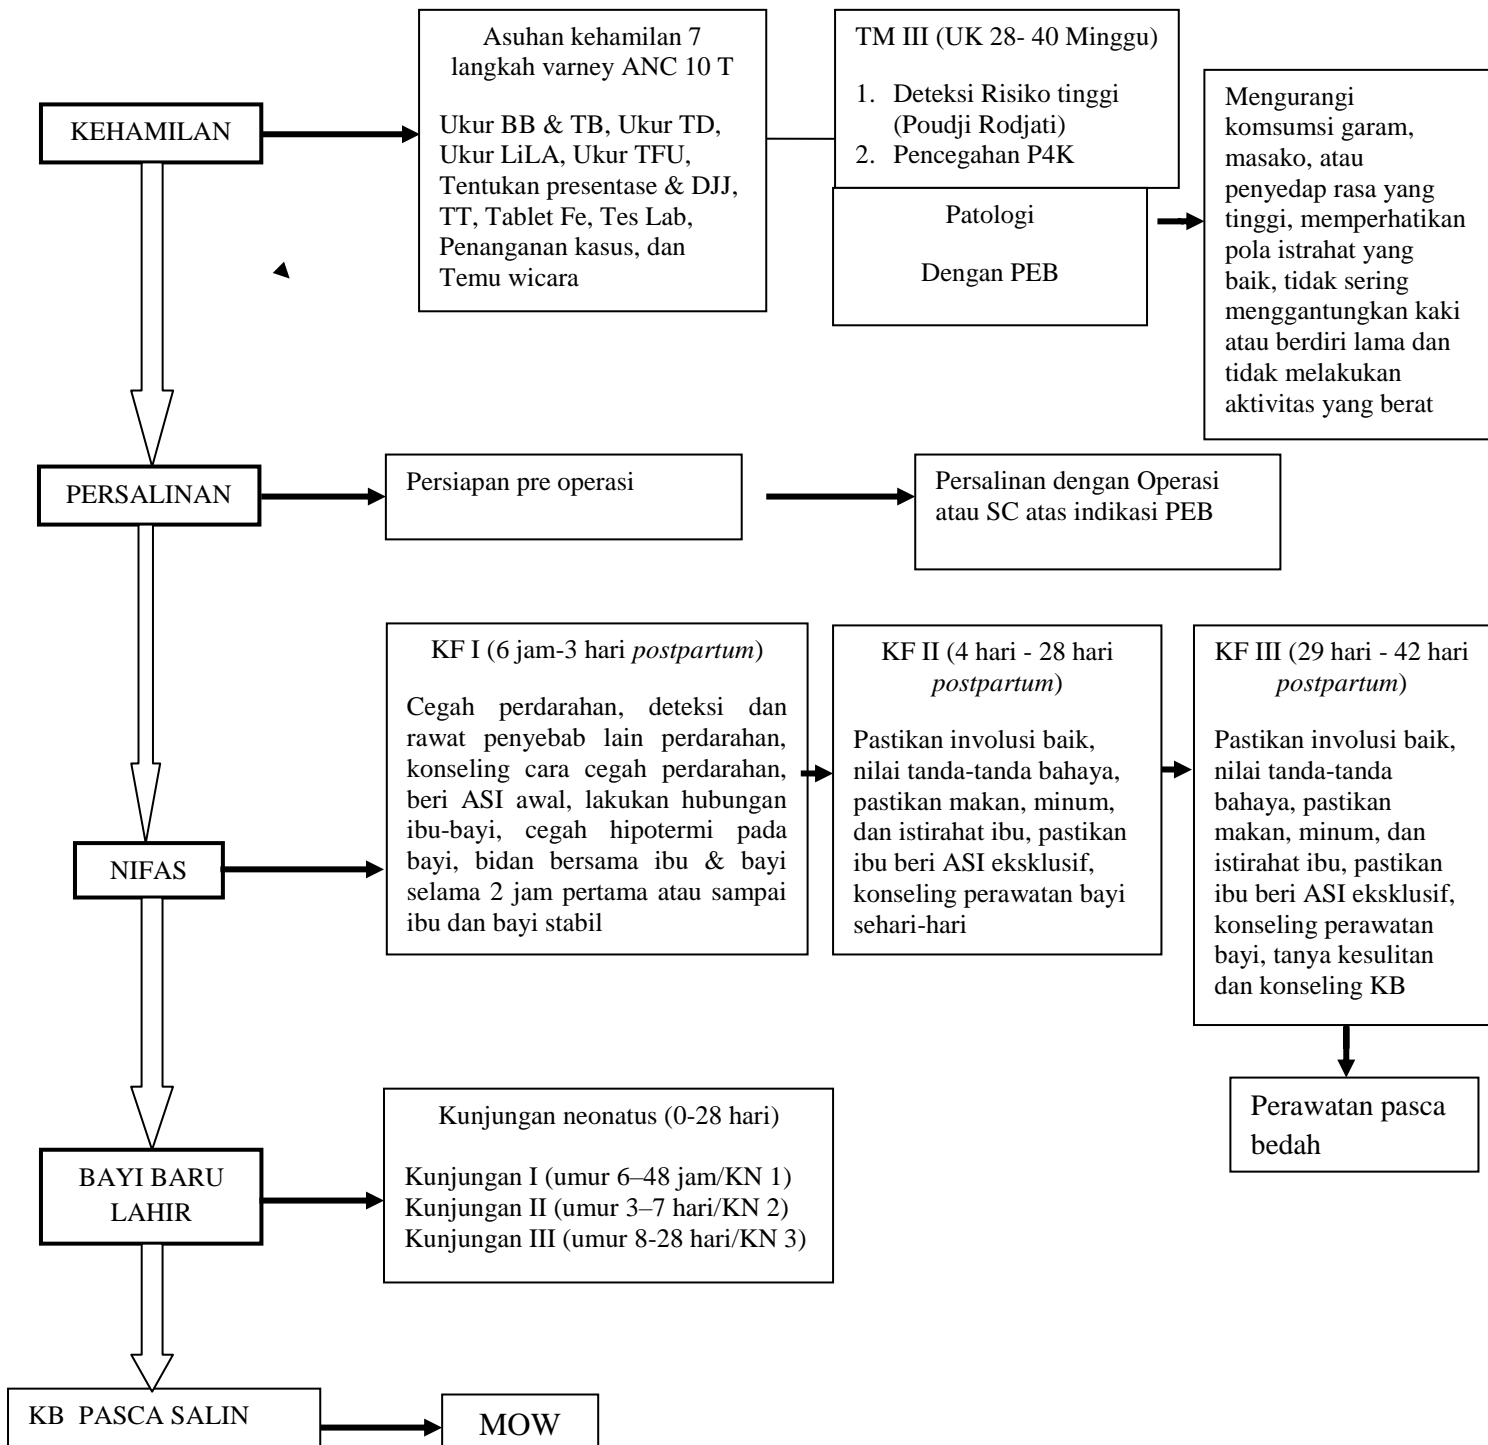 KEHAMILAN
Asuhan kehamilan 7
langkah varney ANC 10 T
Ukur BB & TB, Ukur TD,
Ukur LiLA, Ukur TFU,
Tentukan presentase & DJJ,
TT, Tablet Fe, Tes Lab,
Penanganan kasus, dan
Temu wicara
TM III (UK 28- 40 Minggu)
1. Deteksi Risiko tinggi
(Poudji Rodjati)
2. Pencegahan P4K
Patologi
Dengan PEB
Mengurangi
komsumsi garam,
masako, atau
penyedap rasa yang
tinggi, memperhatikan
pola istrahat yang
baik, tidak sering
menggantungkan kaki
atau berdiri lama dan
tidak melakukan
aktivitas yang berat
PERSALINAN
Persiapan pre operasi
Persalinan dengan Operasi
atau SC atas indikasi PEB
NIFAS
KF I (6 jam-3 hari postpartum)
Cegah perdarahan, deteksi dan
rawat penyebab lain perdarahan,
konseling cara cegah perdarahan,
beri ASI awal, lakukan hubungan
ibu-bayi, cegah hipotermi pada
bayi, bidan bersama ibu & bayi
selama 2 jam pertama atau sampai
ibu dan bayi stabil
KF II (4 hari - 28 hari
postpartum)
Pastikan involusi baik,
nilai tanda-tanda bahaya,
pastikan makan, minum,
dan istirahat ibu, pastikan
ibu beri ASI eksklusif,
konseling perawatan bayi
sehari-hari
KF III (29 hari - 42 hari
postpartum)
Pastikan involusi baik,
nilai tanda-tanda
bahaya, pastikan
makan, minum, dan
istirahat ibu, pastikan
ibu beri ASI eksklusif,
konseling perawatan
bayi, tanya kesulitan
dan konseling KB
Perawatan pasca
bedah
BAYI BARU
LAHIR
Kunjungan neonatus (0-28 hari)
Kunjungan I (umur 6–48 jam/KN 1)
Kunjungan II (umur 3–7 hari/KN 2)
Kunjungan III (umur 8-28 hari/KN 3)
KB PASCA SALIN
MOW